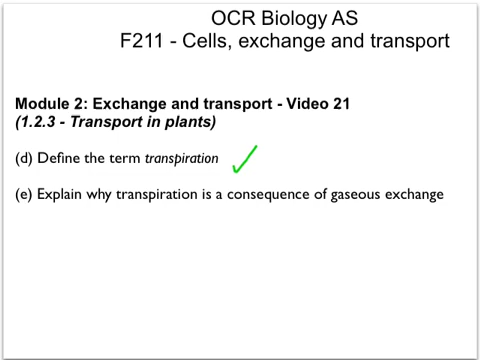 OCR Biology AS
F211 - Cells, exchange and transport
Module 2: Exchange and transport - Video 21
(1.2.3 - Transport in plants)
(d) Define the term transpiration
(e) Explain why transpiration is a consequence of gaseous exchange